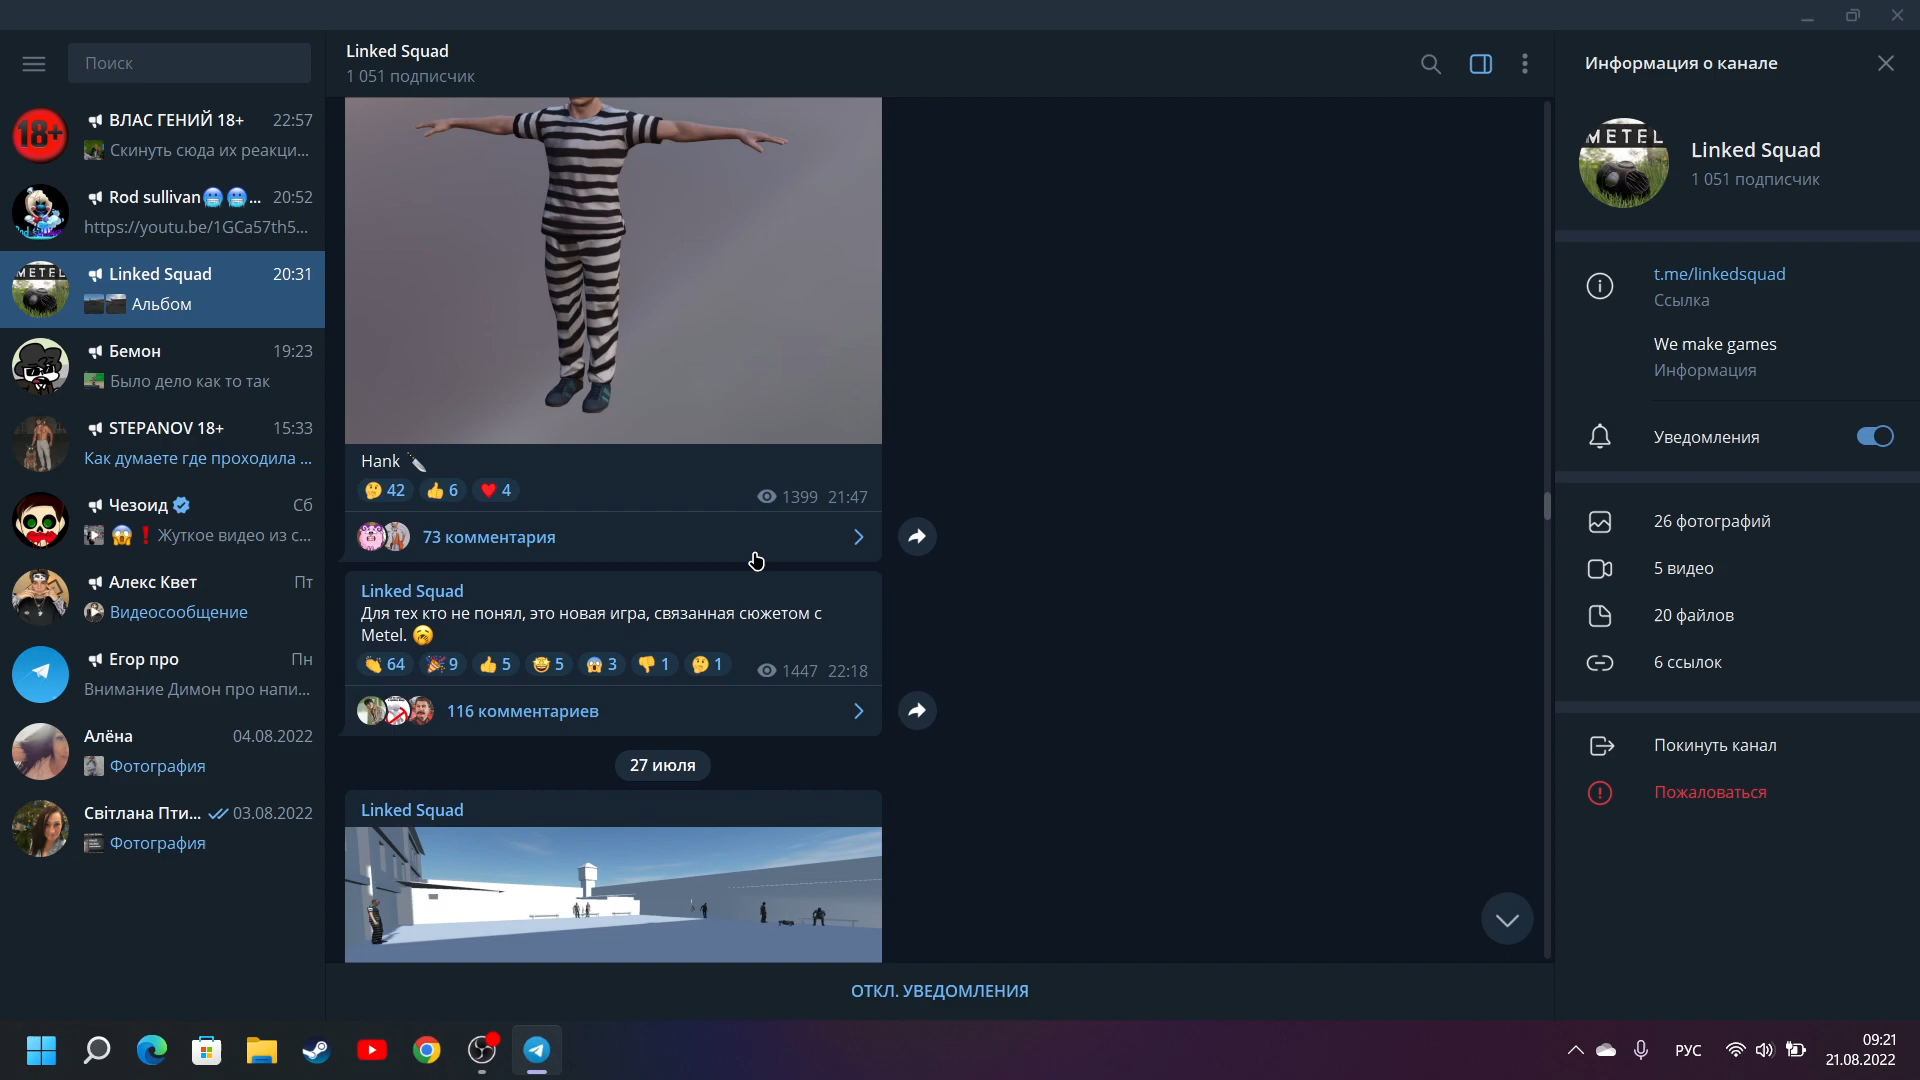 Поиск
ВЛАС ГЕНИЙ 18+ 22:57
Скинуть сюда их реакци...
Rod sullivan🥶🥶... 20:52
https://youtu.be/1GCa57th5...
Linked Squad 20:31
Альбом
Бемон 19:23
Было дело как то так
STEPANOV 18+ 15:33
Как думаете где проходила ...
Чезоид Сб
😱❗Жуткое видео из с...
Алекс Квет Пт
Видеосообщение
Егор про Пн
Внимание Димон про напи...
Алёна 04.08.2022
Фотография
Світлана Пти... 03.08.2022
Фотография
18+
METEL
Linked Squad
1 051 подписчик
Hank 🔪
🤔 42 👍 6 ❤️ 4 1399 21:47
73 комментария
Linked Squad
Для тех кто не понял, это новая игра, связанная сюжетом с
Metel. 🥱
👏 64 🎉 9 👍 5 🤩 5 😱 3 👎 1 🤔 1 1447 22:18
116 комментариев
27 июля
Linked Squad
ОТКЛ. УВЕДОМЛЕНИЯ
Информация о канале
METEL
Linked Squad
1 051 подписчик
t.me/linkedsquad
Ссылка
We make games
Информация
Уведомления
26 фотографий
5 видео
20 файлов
6 ссылок
Покинуть канал
Пожаловаться
РУС
09:21
21.08.2022